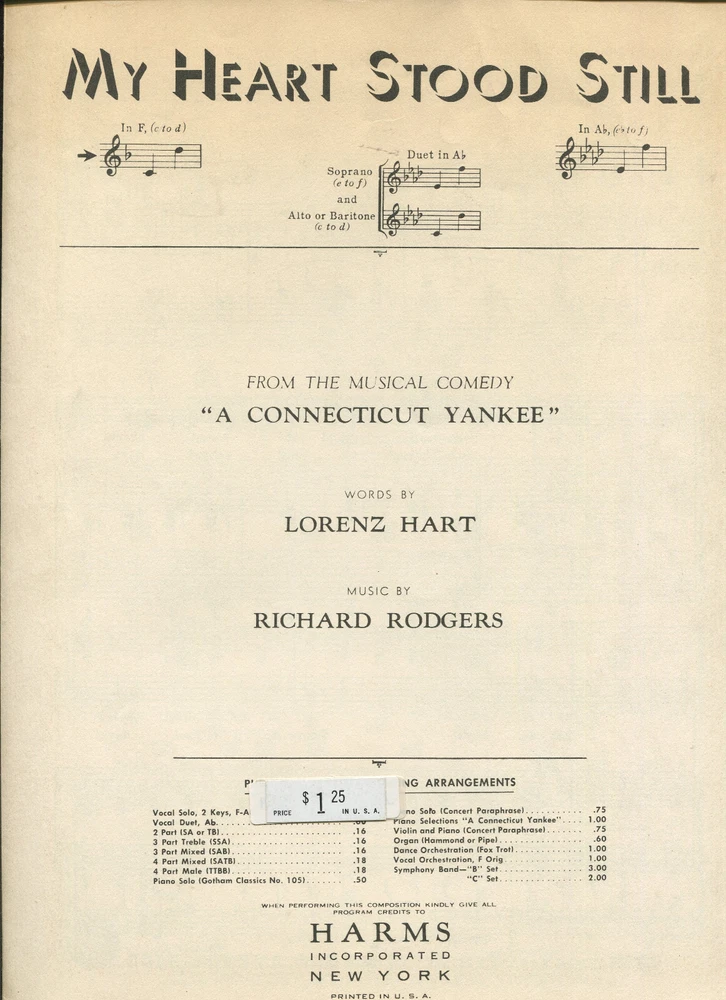 MY HEART STOOD STILL
In F, (c to d)
In A♭, (e♭ to f)
Duet in A♭
Soprano
(e to f)
and
Alto or Baritone
(c to d)
FROM THE MUSICAL COMEDY
"A CONNECTICUT YANKEE"
WORDS BY
LORENZ HART
MUSIC BY
RICHARD RODGERS
ARRANGEMENTS
$1 25
PRICE IN U. S. A.
Vocal Solo, 2 Keys,
Vocal Duet, Ab.
2 Part (SA or TB) .16
3 Part Treble (SSA) .16
3 Part Mixed (SAB) .16
4 Part Mixed (SATB) .18
4 Part Male (TTBB) .18
Piano Solo (Gotham Classics No. 105) .50
Solo (Concert Paraphrase) .75
Piano Selections "A Connecticut Yankee" 1.00
Violin and Piano (Concert Paraphrase) .75
Organ (Hammond or Pipe) .60
Dance Orchestration (Fox Trot) 1.00
Vocal Orchestration, F Orig 1.00
Symphony Band—"B" Set 3.00
"C" Set 2.00
WHEN PERFORMING THIS COMPOSITION KINDLY GIVE ALL
PROGRAM CREDITS TO
HARMS
INCORPORATED
NEW YORK
PRINTED IN U. S. A.